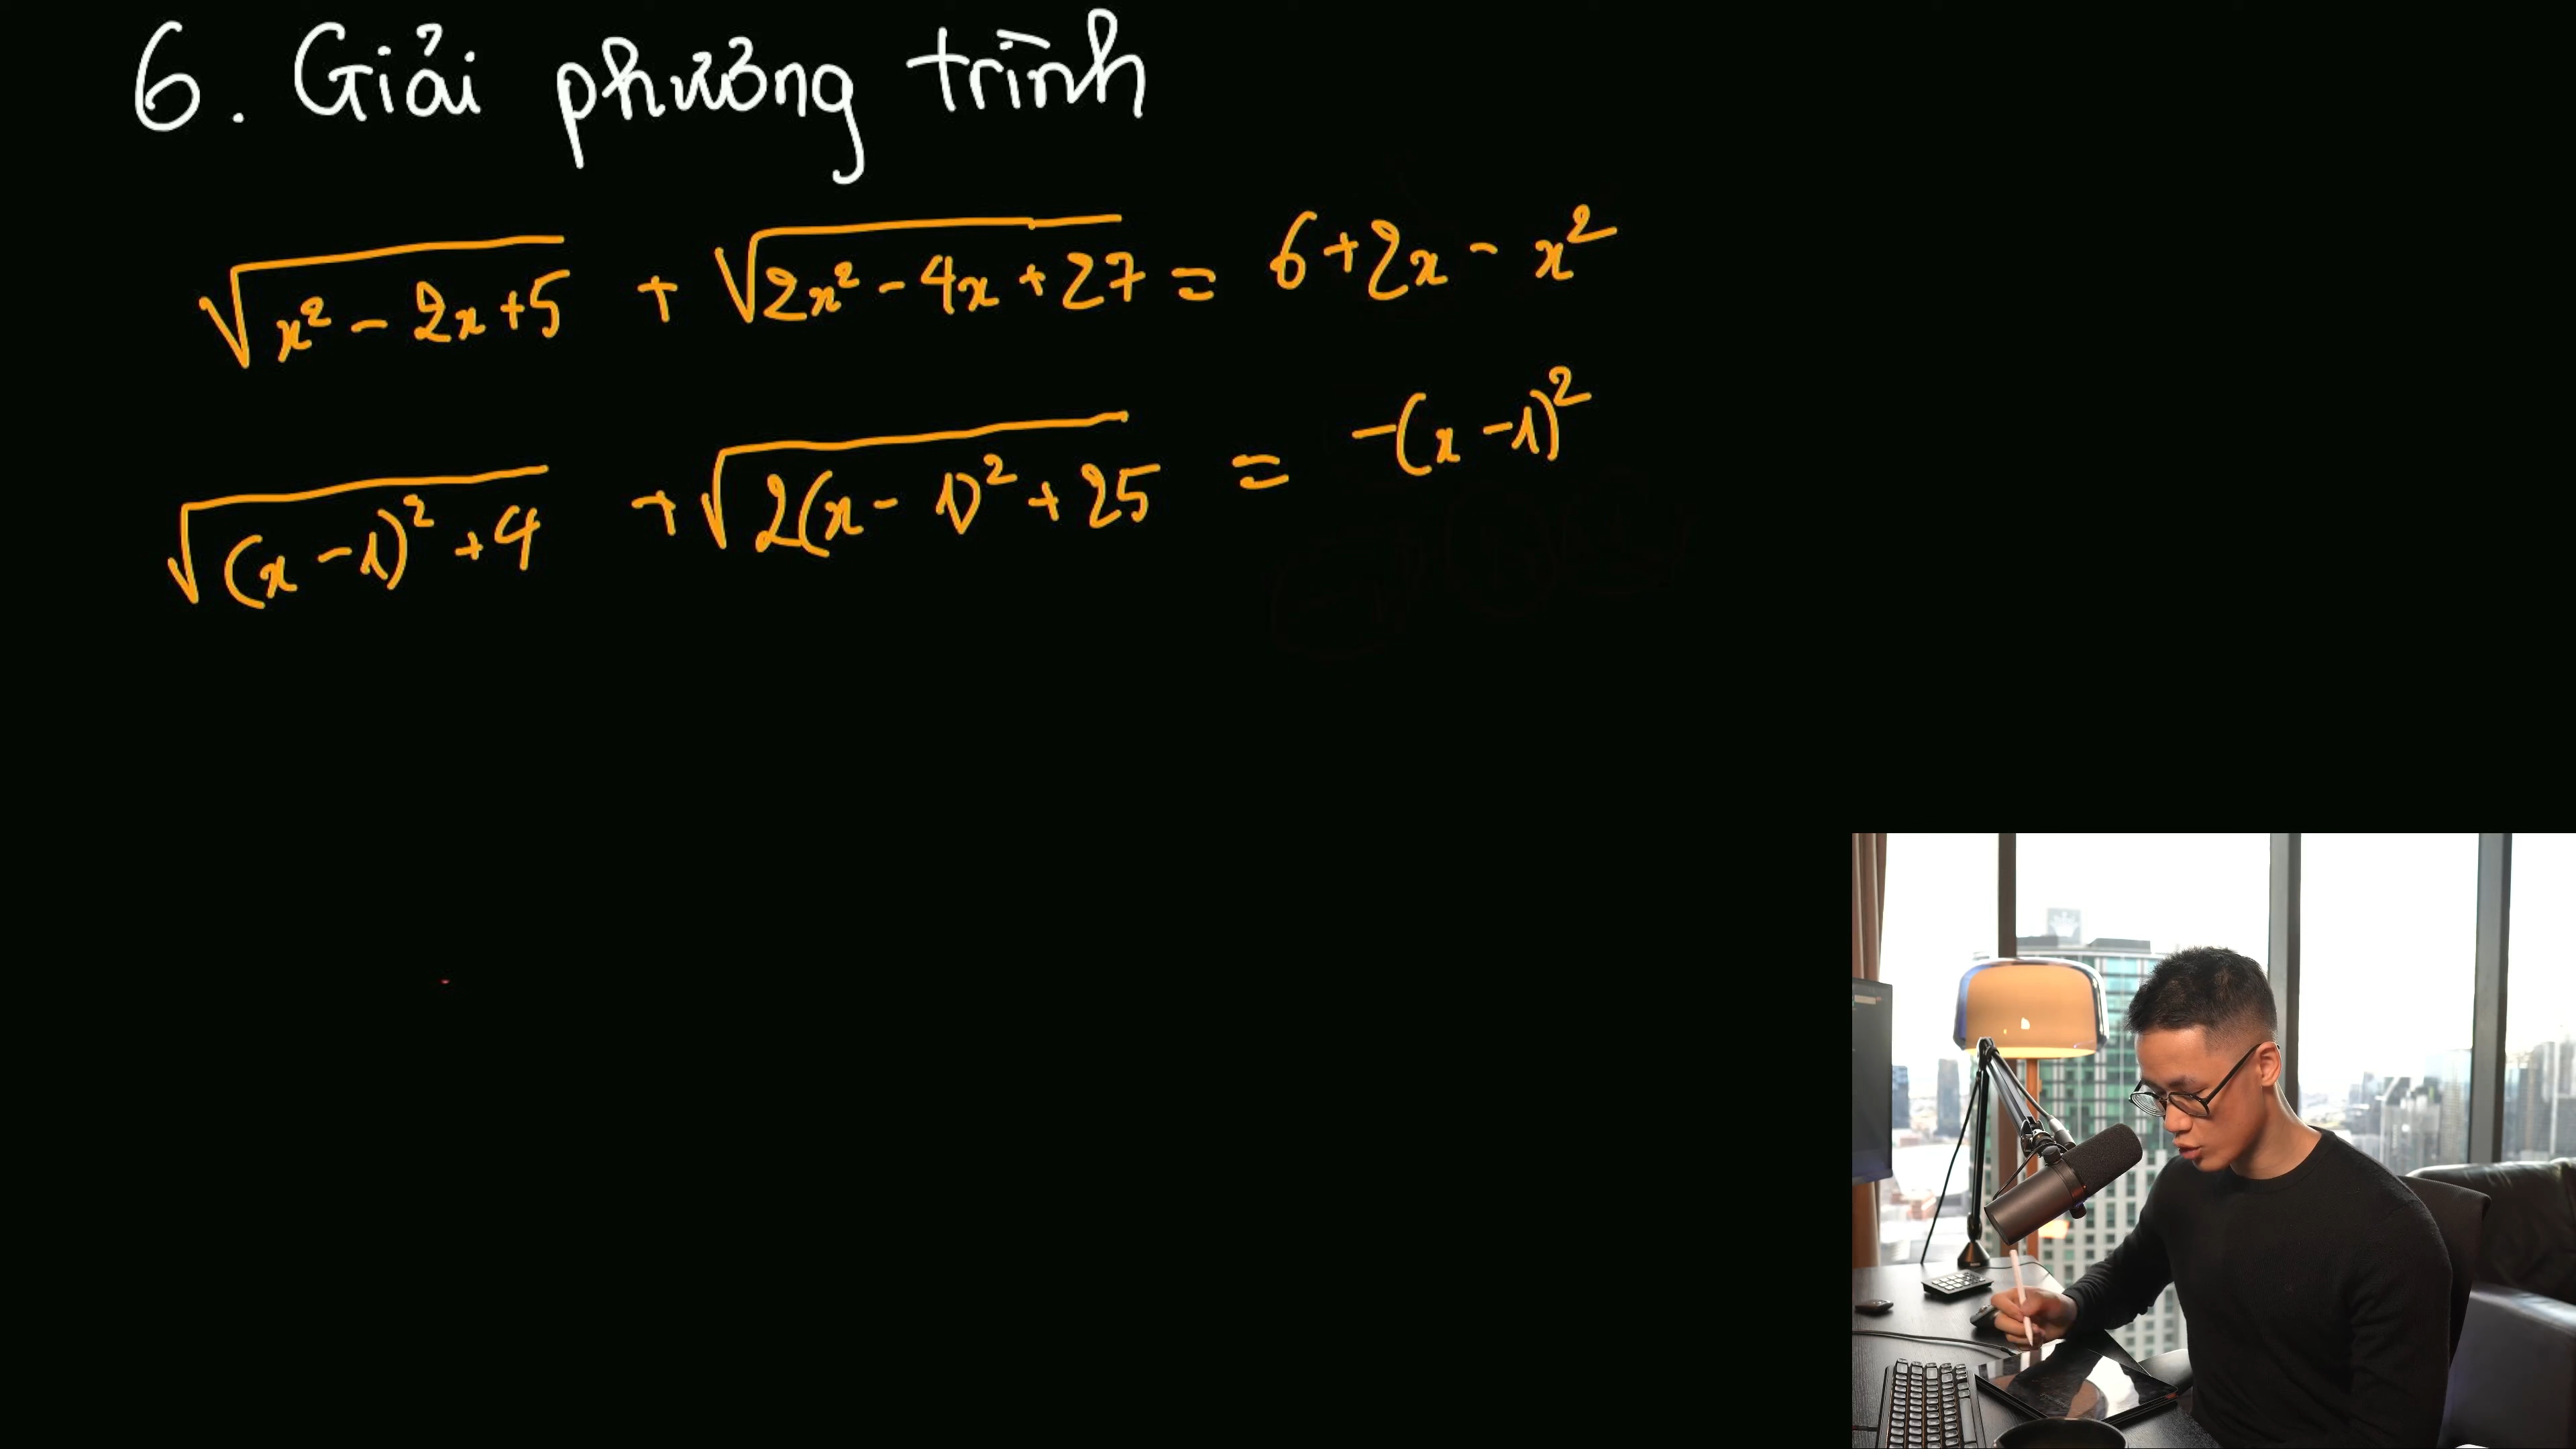 6. Giải phương trình
√(x² - 2x + 5) + √(2x² - 4x + 27) = 6 + 2x - x²
√((x - 1)² + 4) + √(2(x - 1)² + 25) = -(x - 1)²